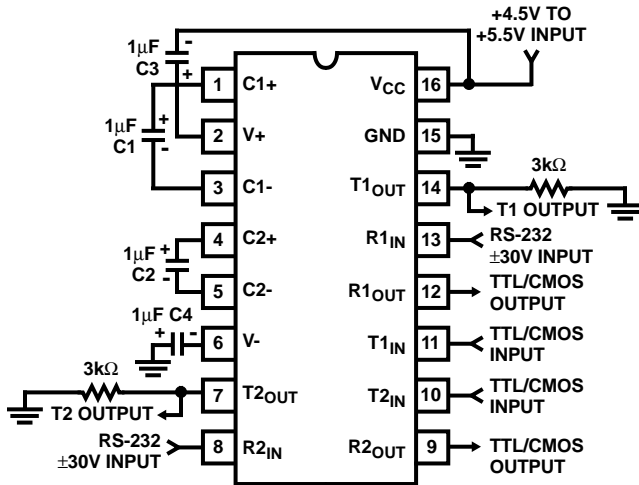 +4.5V TO
+5.5V INPUT
1μF
C3
-
+
1 C1+
VCC 16
1μF
C1
+
-
2 V+
GND 15
3 C1-
T1OUT 14
3kΩ
T1 OUTPUT
4 C2+
R1IN 13
RS-232
±30V INPUT
1μF
C2
+
-
5 C2-
R1OUT 12
TTL/CMOS
OUTPUT
1μF C4
+ -
6 V-
T1IN 11
TTL/CMOS
INPUT
3kΩ
T2 OUTPUT
7 T2OUT
T2IN 10
TTL/CMOS
INPUT
RS-232
±30V INPUT
8 R2IN
R2OUT 9
TTL/CMOS
OUTPUT